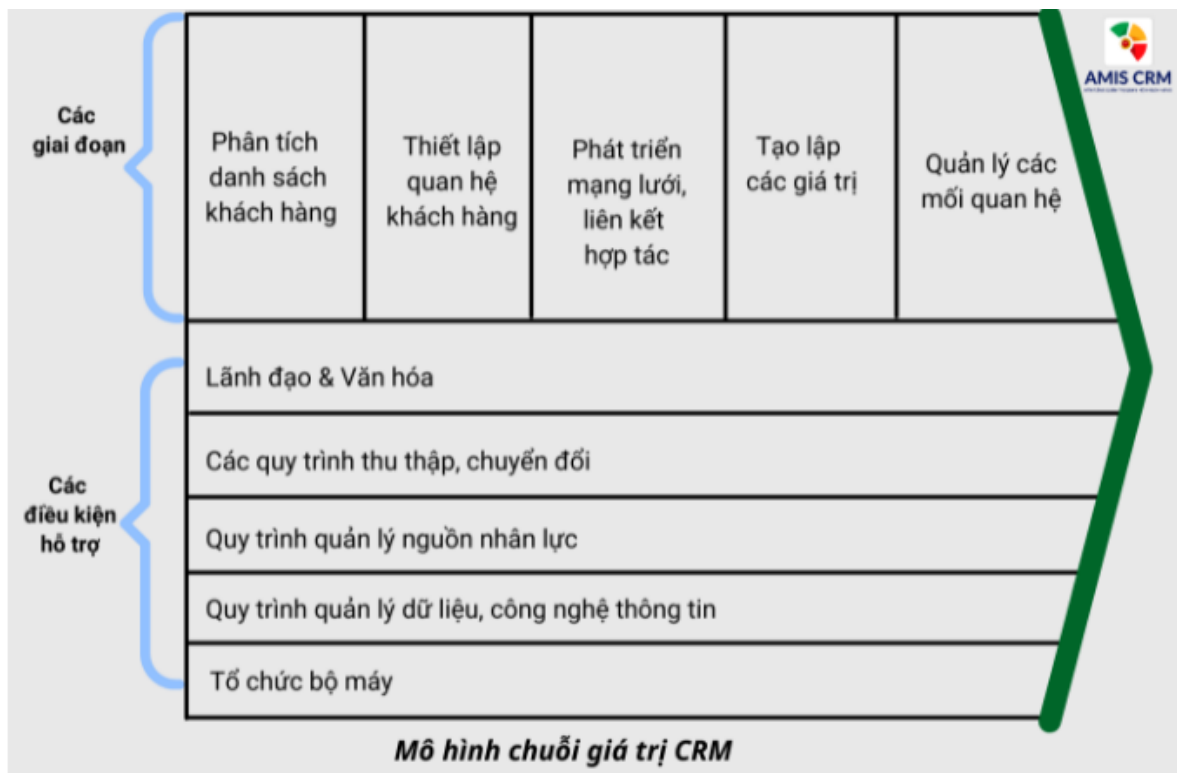 AMIS CRM
Các
giai đoạn
Phân tích
danh sách
khách hàng
Thiết lập
quan hệ
khách hàng
Phát triển
mạng lưới,
liên kết
hợp tác
Tạo lập
các giá trị
Quản lý các
mối quan hệ
Các
điều kiện
hỗ trợ
Lãnh đạo & Văn hóa
Các quy trình thu thập, chuyển đổi
Quy trình quản lý nguồn nhân lực
Quy trình quản lý dữ liệu, công nghệ thông tin
Tổ chức bộ máy
Mô hình chuỗi giá trị CRM